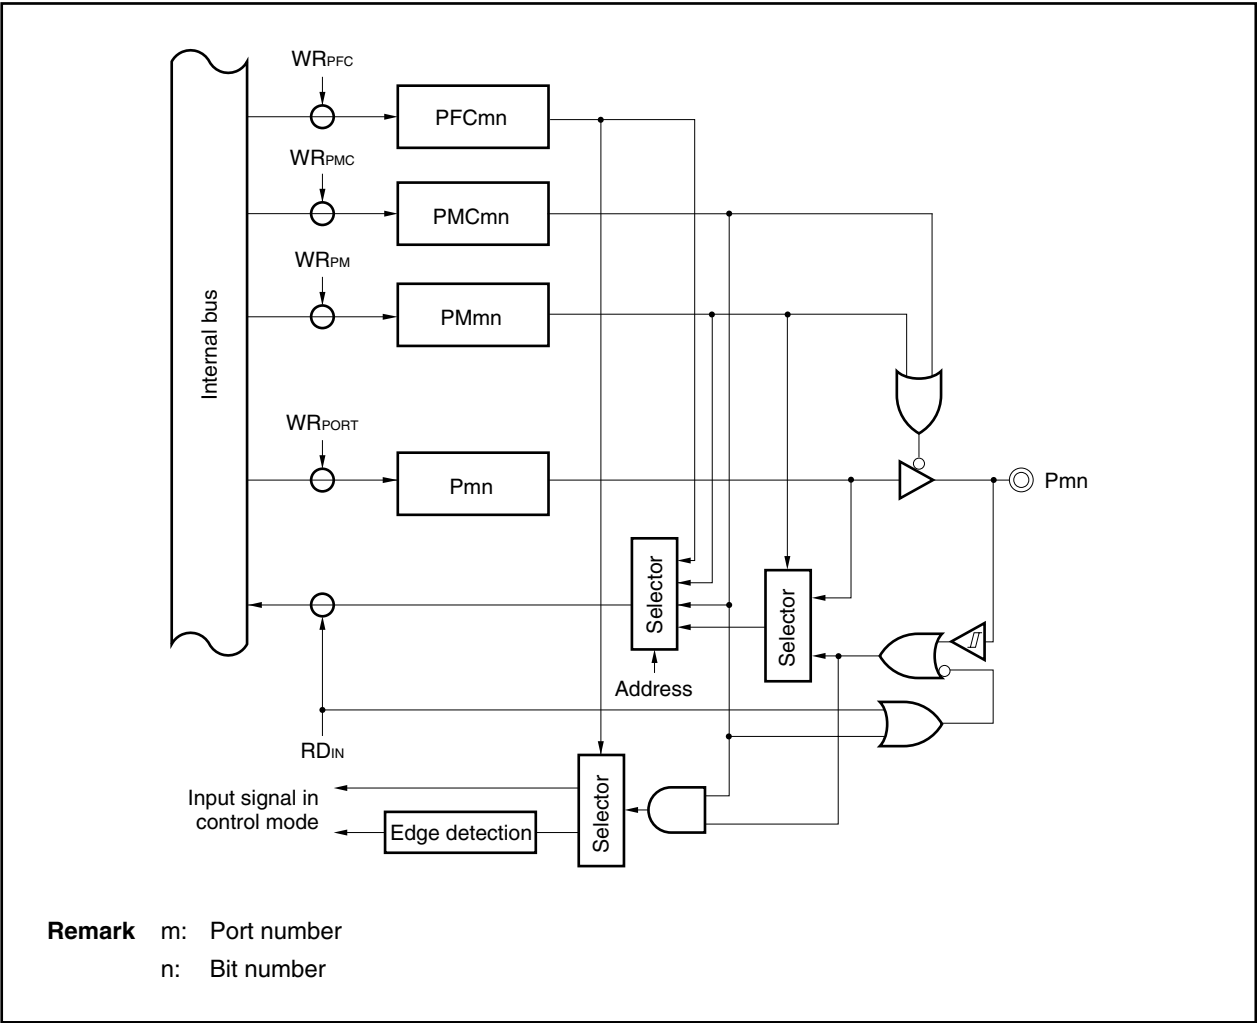 WRPFC
PFCmn
WRPMC
PMCmn
WRPM
PMmn
Internal bus
WRPORT
Pmn
Pmn
Selector
Selector
Address
RDIN
Input signal in
control mode
Edge detection
Selector
Remark m: Port number
n: Bit number